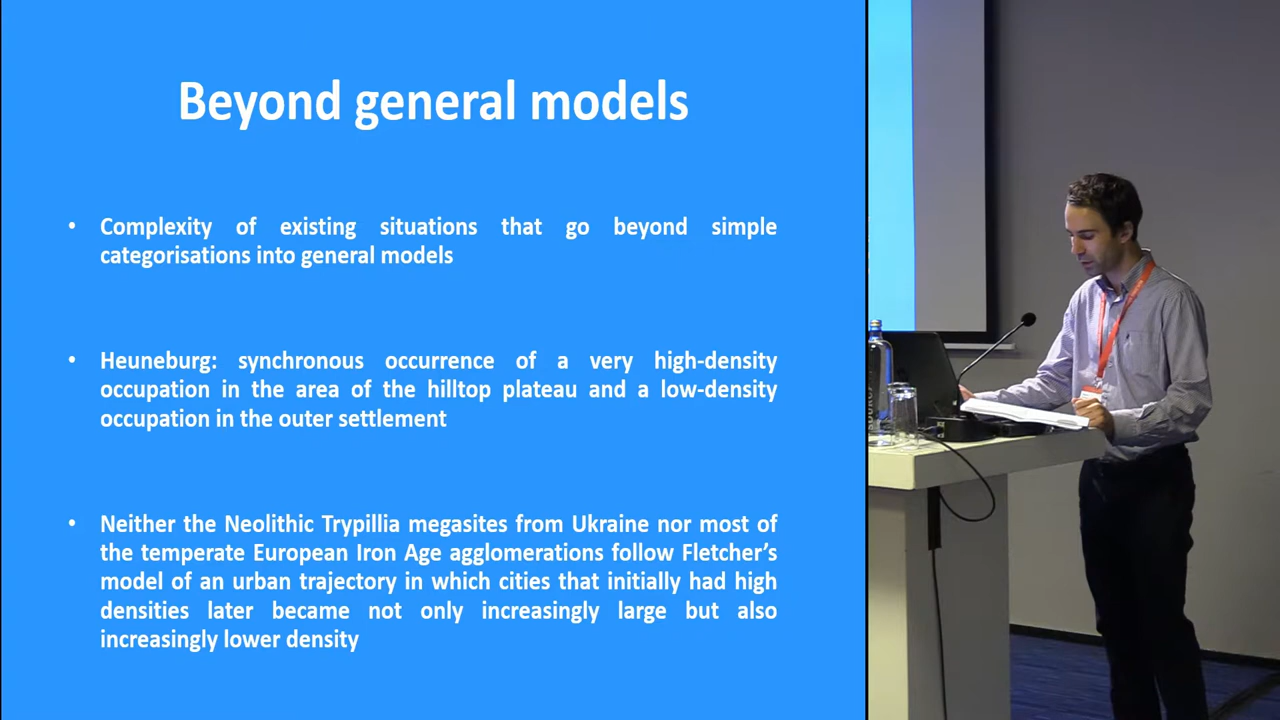 Beyond general models
• Complexity of existing situations that go beyond simple
categorisations into general models
• Heuneburg: synchronous occurrence of a very high-density
occupation in the area of the hilltop plateau and a low-density
occupation in the outer settlement
• Neither the Neolithic Trypillia megasites from Ukraine nor most of
the temperate European Iron Age agglomerations follow Fletcher’s
model of an urban trajectory in which cities that initially had high
densities later became not only increasingly large but also
increasingly lower density